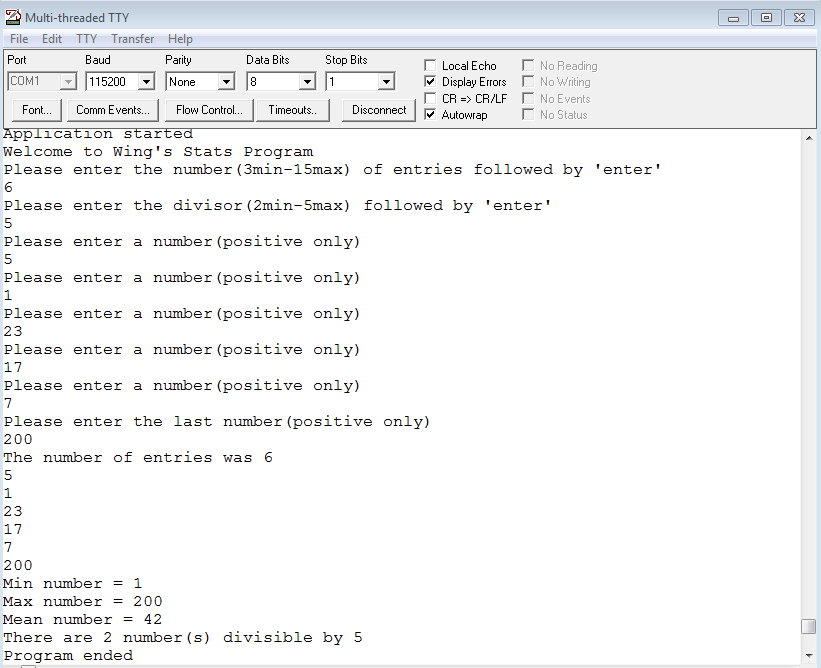 Multi-threaded TTY
File Edit TTY Transfer Help
Port Baud Parity Data Bits Stop Bits
COM1 115200 None 8 1
Local Echo No Reading
Display Errors No Writing
CR => CR/LF No Events
Autowrap No Status
Font... Comm Events... Flow Control... Timeouts.. Disconnect
Application started
Welcome to Wing's Stats Program
Please enter the number(3min-15max) of entries followed by 'enter'
6
Please enter the divisor(2min-5max) followed by 'enter'
5
Please enter a number(positive only)
5
Please enter a number(positive only)
1
Please enter a number(positive only)
23
Please enter a number(positive only)
17
Please enter a number(positive only)
7
Please enter the last number(positive only)
200
The number of entries was 6
5
1
23
17
7
200
Min number = 1
Max number = 200
Mean number = 42
There are 2 number(s) divisible by 5
Program ended